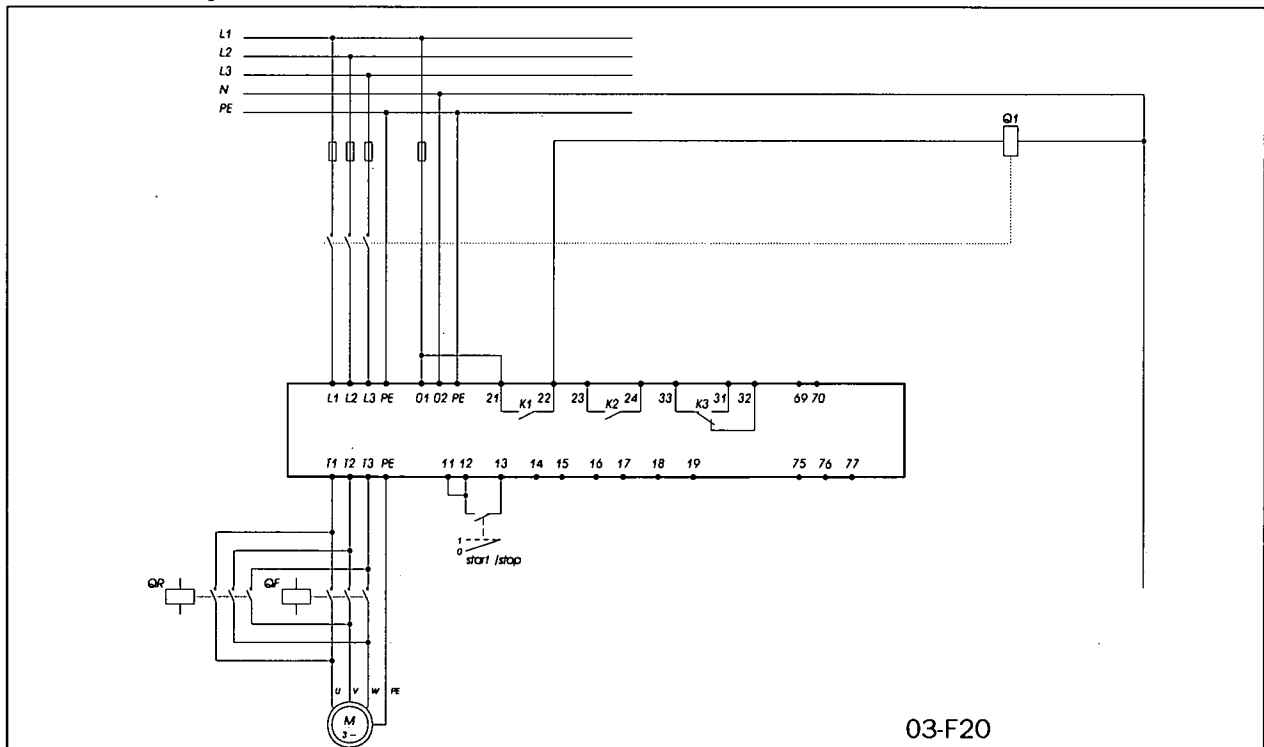 L1
L2
L3
N
PE
Q1
L1 L2 L3 PE 01 02 PE 21 22 23 24 33 31 32 69 70
K1 K2 K3
T1 T2 T3 PE 11 12 13 14 15 16 17 18 19 75 76 77
1
0
start /stop
QR QF
U V W PE
M
3~
03-F20